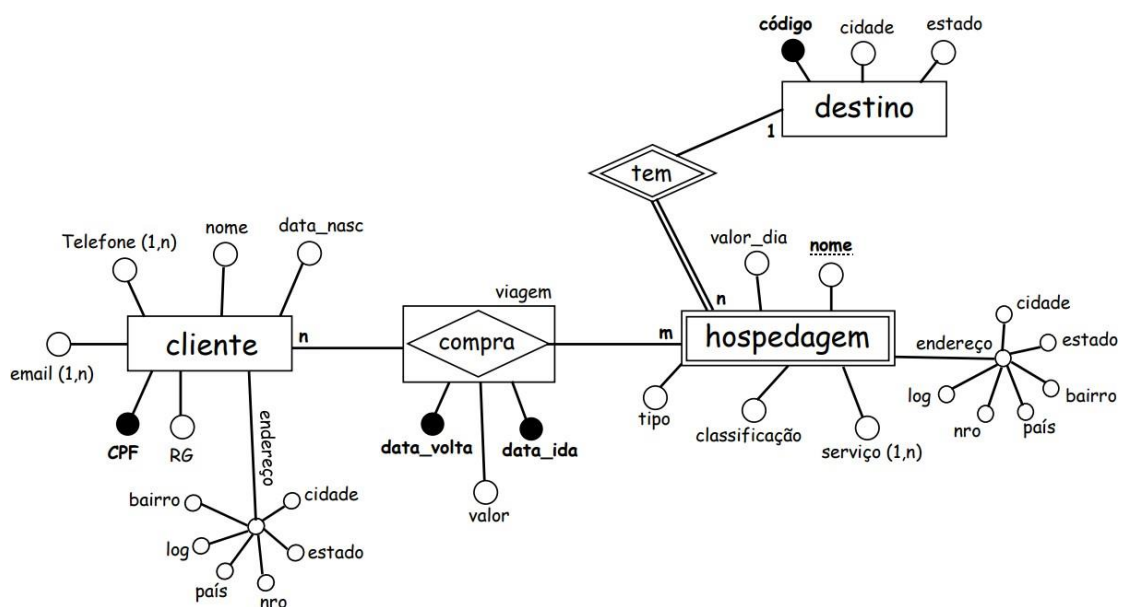 código
cidade
estado
destino
1
tem
Telefone (1,n)
nome
data_nasc
valor_dia
nome
viagem
n
cidade
cliente
n
compra
m
hospedagem
endereço
estado
email (1,n)
log
bairro
CPF
RG
endereço
data_volta
data_ida
tipo
classificação
serviço (1,n)
nro
país
bairro
cidade
valor
log
estado
país
nro